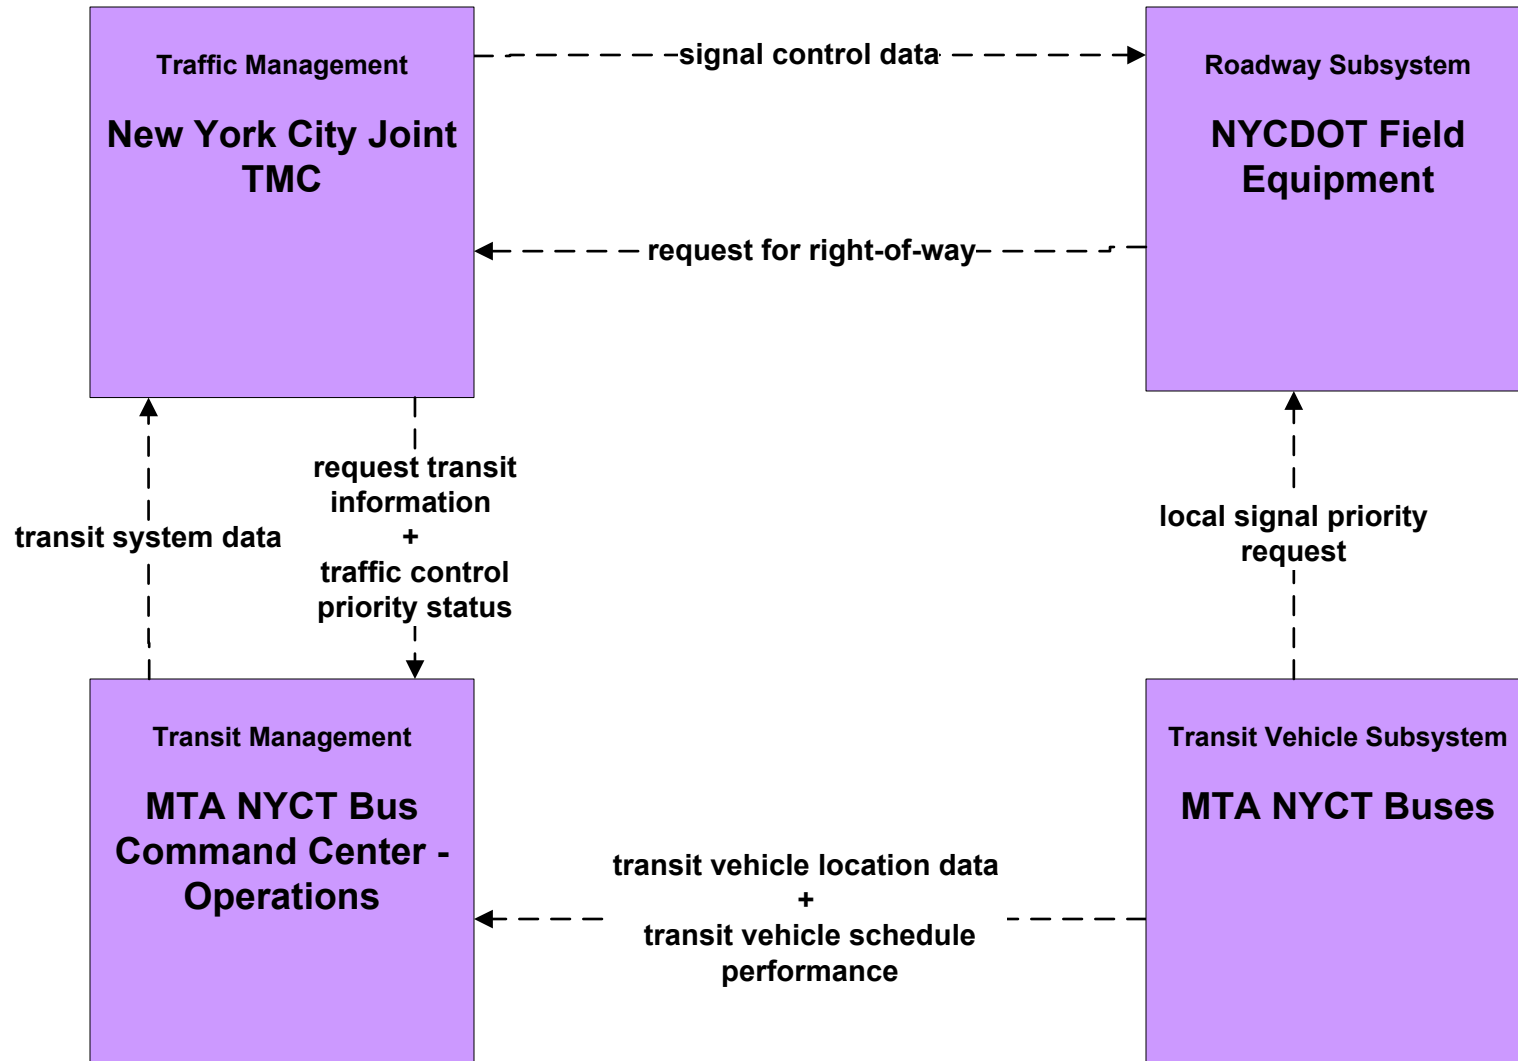 Traffic Management
New York City Joint
TMC
signal control data
Roadway Subsystem
NYCDOT Field
Equipment
request for right-of-way
request transit
information
+
traffic control
priority status
transit system data
local signal priority
request
Transit Management
MTA NYCT Bus
Command Center -
Operations
transit vehicle location data
+
transit vehicle schedule
performance
Transit Vehicle Subsystem
MTA NYCT Buses